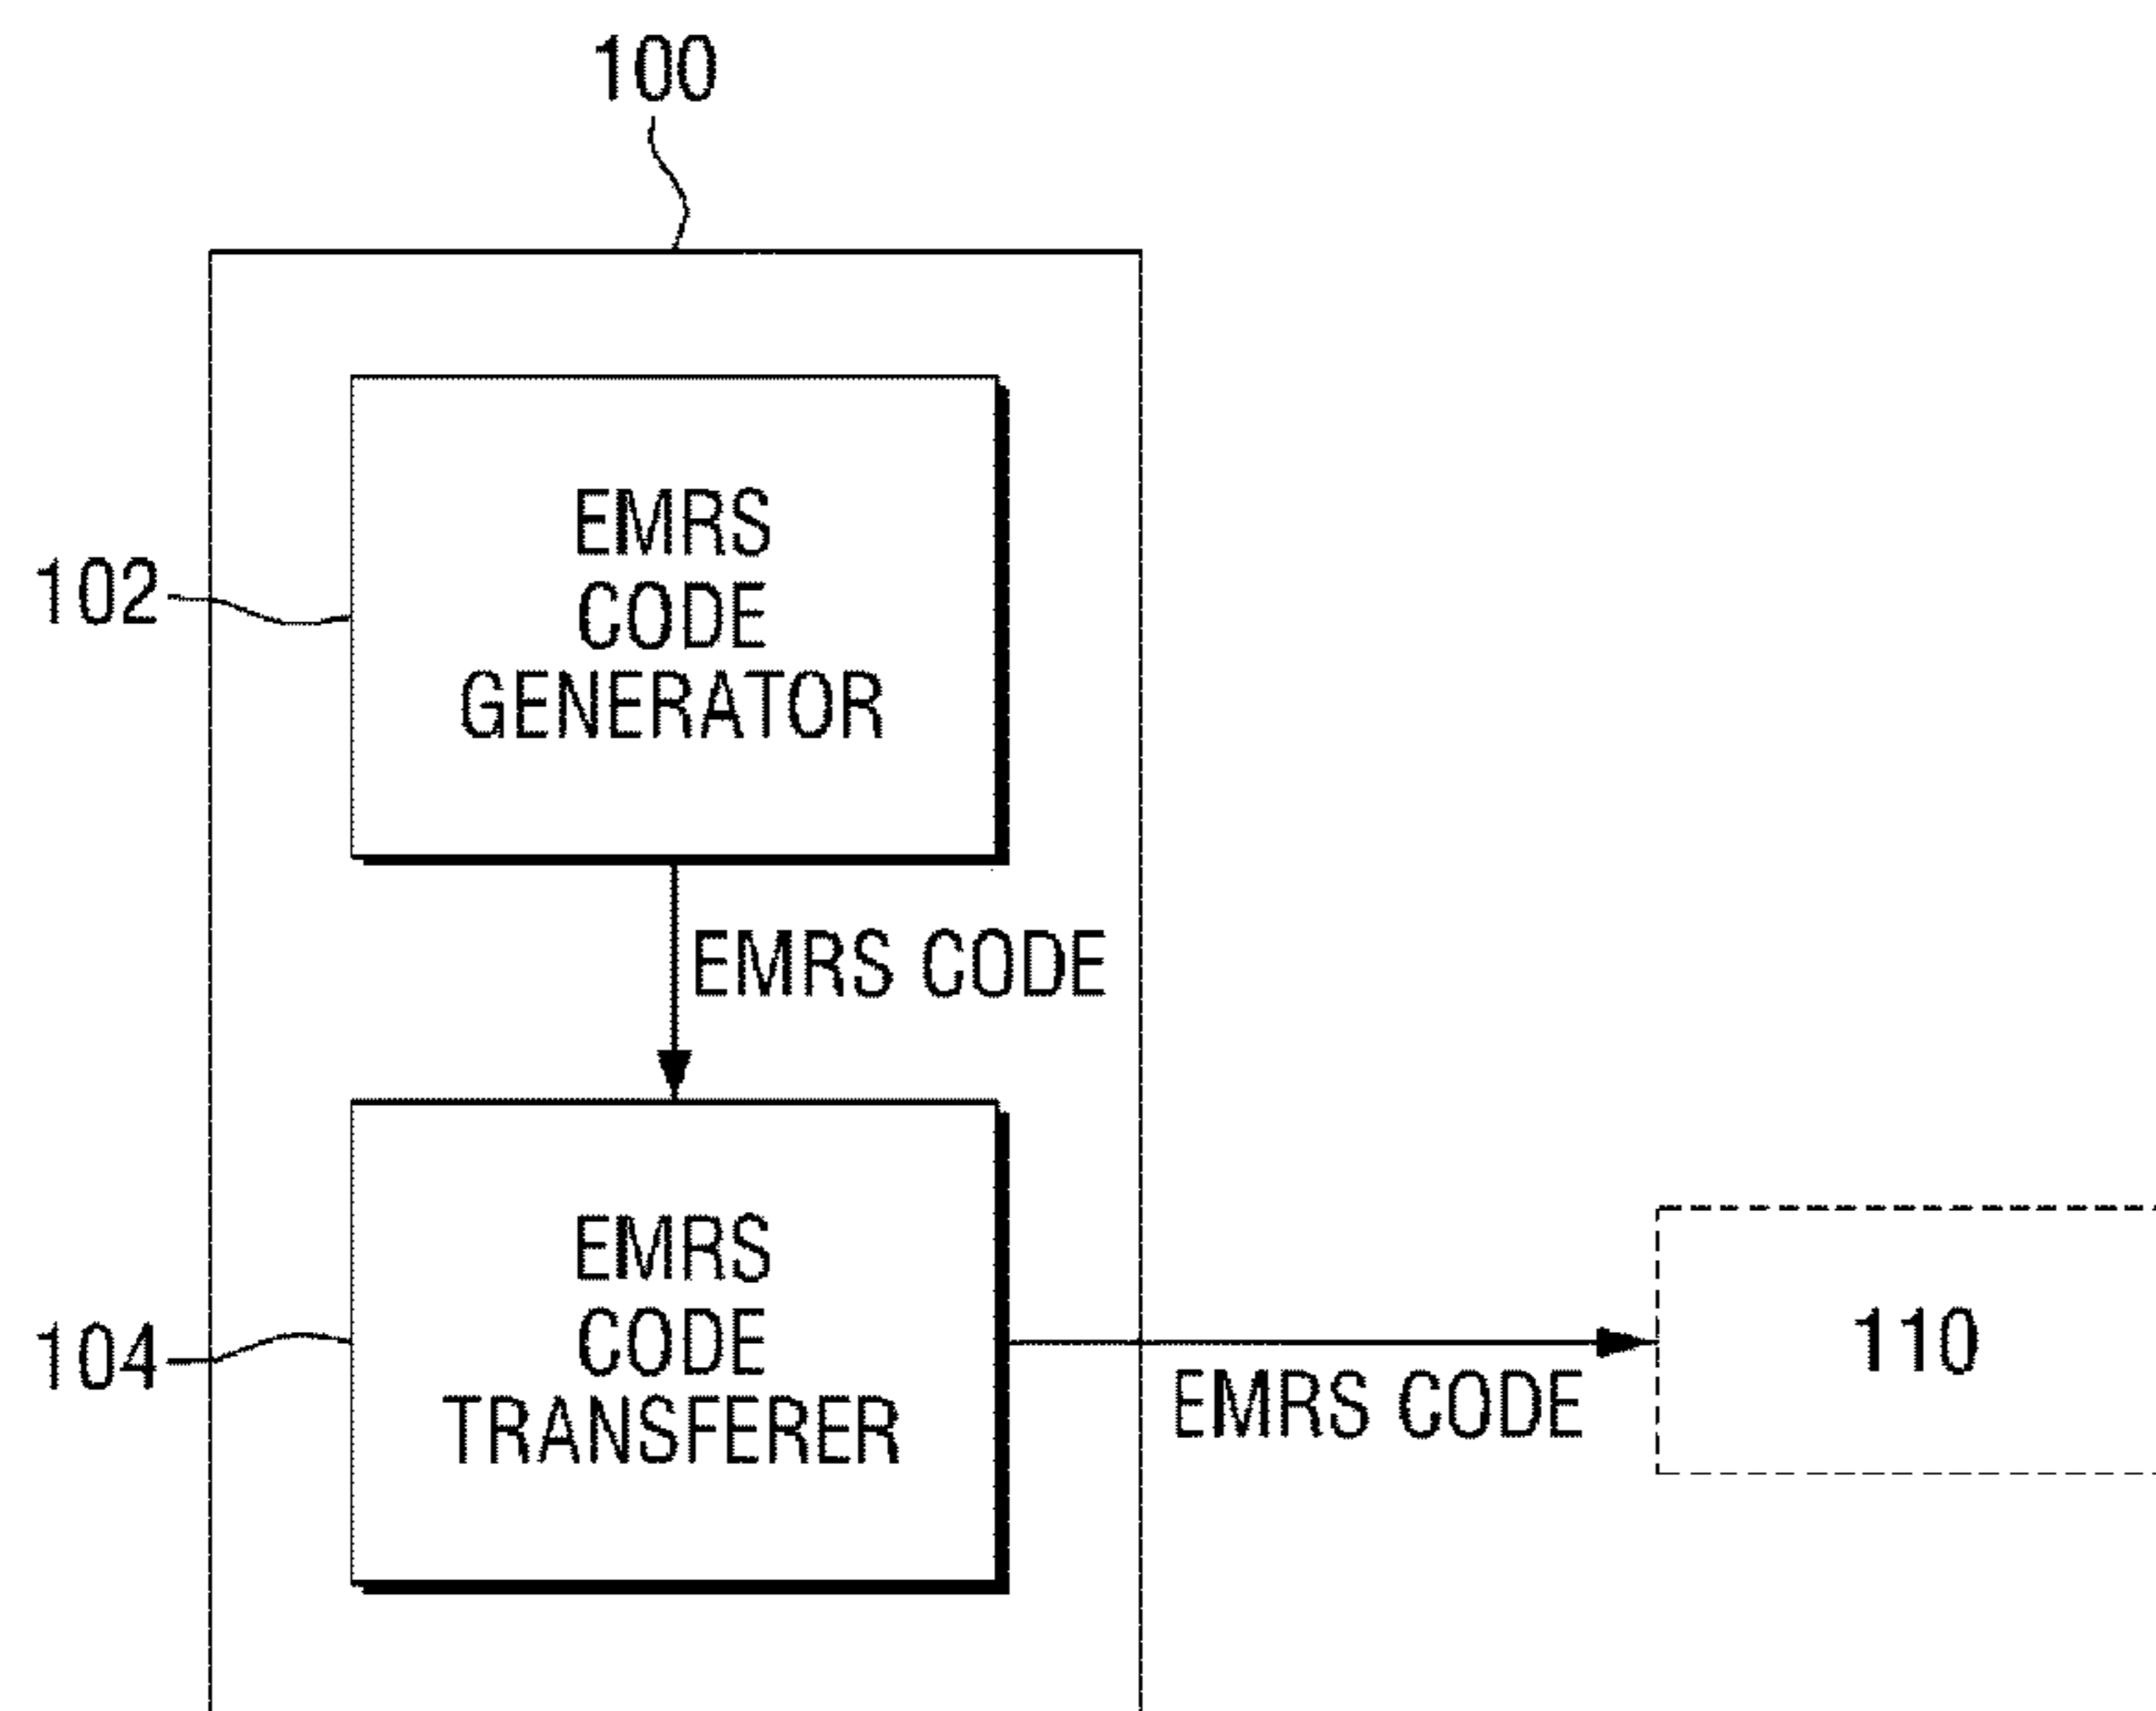 100
102
EMRS
CODE
GENERATOR
EMRS CODE
104
EMRS
CODE
TRANSFERER
EMRS CODE
110